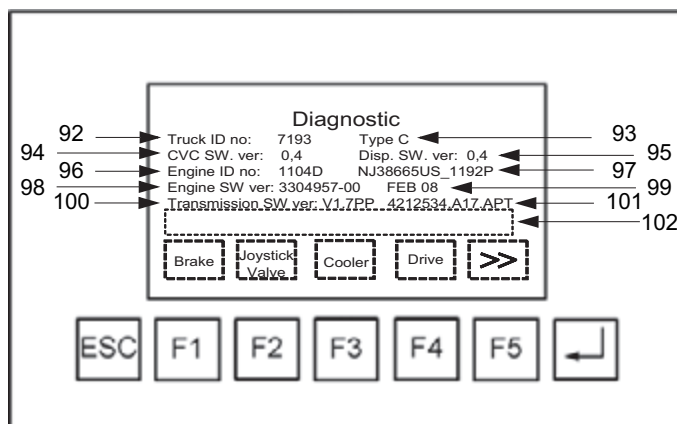 Diagnostic
92 Truck ID no: 7193 Type C 93
94 CVC SW. ver: 0,4 Disp. SW. ver: 0,4 95
96 Engine ID no: 1104D NJ38665US_1192P 97
98 Engine SW ver: 3304957-00 FEB 08 99
100 Transmission SW ver: V1.7PP 4212534.A17.APT 101
102
Brake Joystick Valve Cooler Drive >>
ESC F1 F2 F3 F4 F5